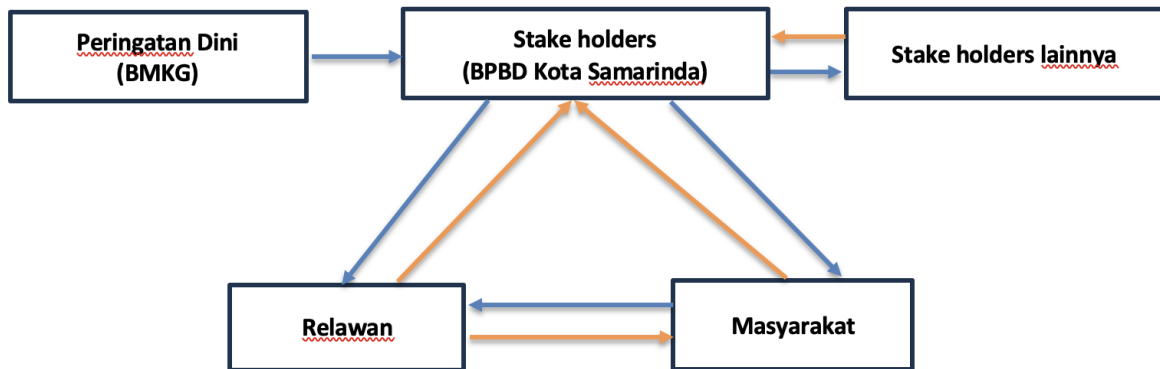 Peringatan Dini
(BMKG)
Stake holders
(BPBD Kota Samarinda)
Stake holders lainnya
Relawan
Masyarakat